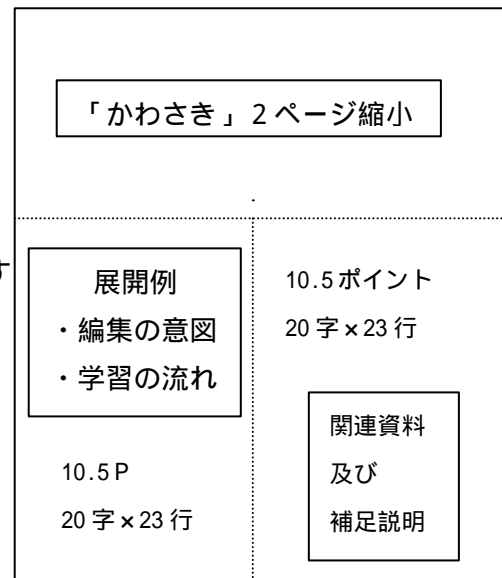 「かわさき」2ページ縮小
す
展開例
・編集の意図
・学習の流れ
10.5P
20字×23行
10.5ポイント
20字×23行
関連資料
及び
補足説明